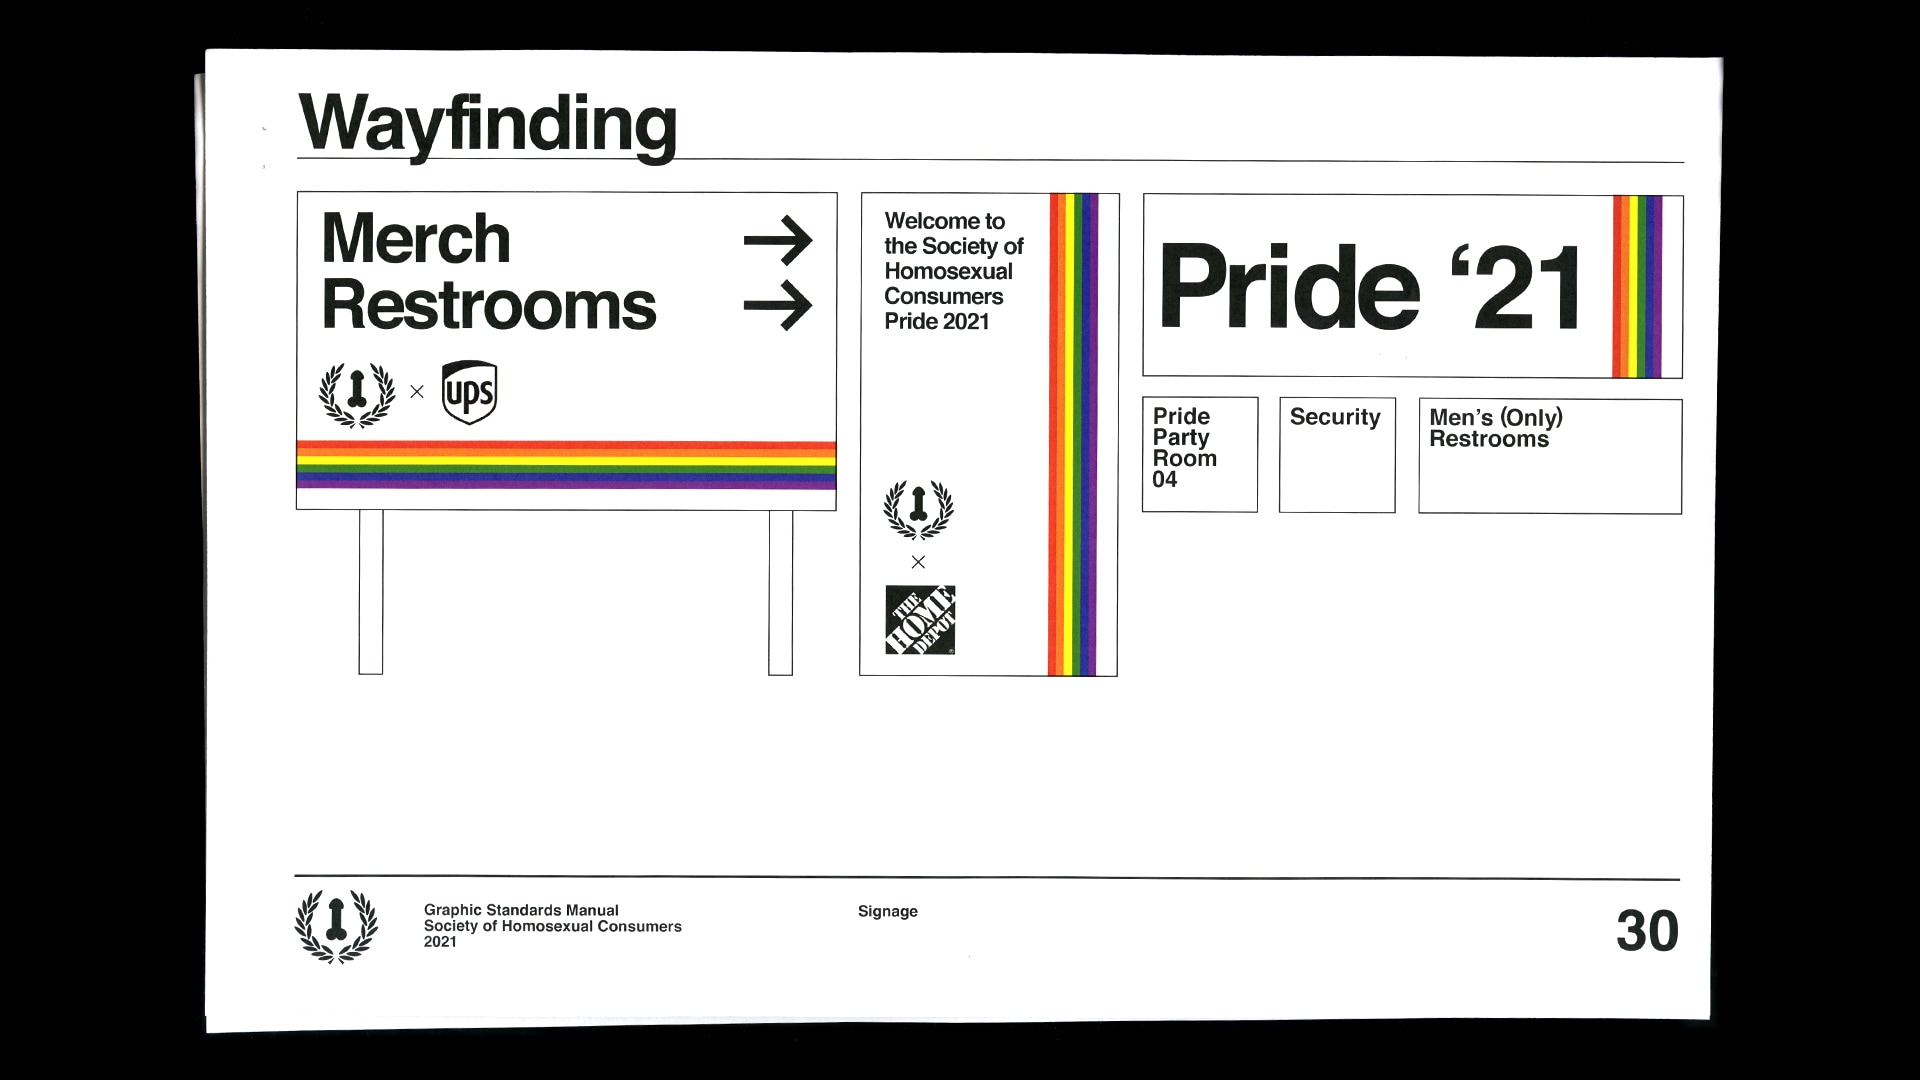 Wayfinding
Merch →
Restrooms →
× ups
Welcome to
the Society of
Homosexual
Consumers
Pride 2021
×
THE
HOME
DEPOT
Pride ‘21
Pride
Party
Room
04
Security
Men’s (Only)
Restrooms
Graphic Standards Manual
Society of Homosexual Consumers
2021
Signage
30